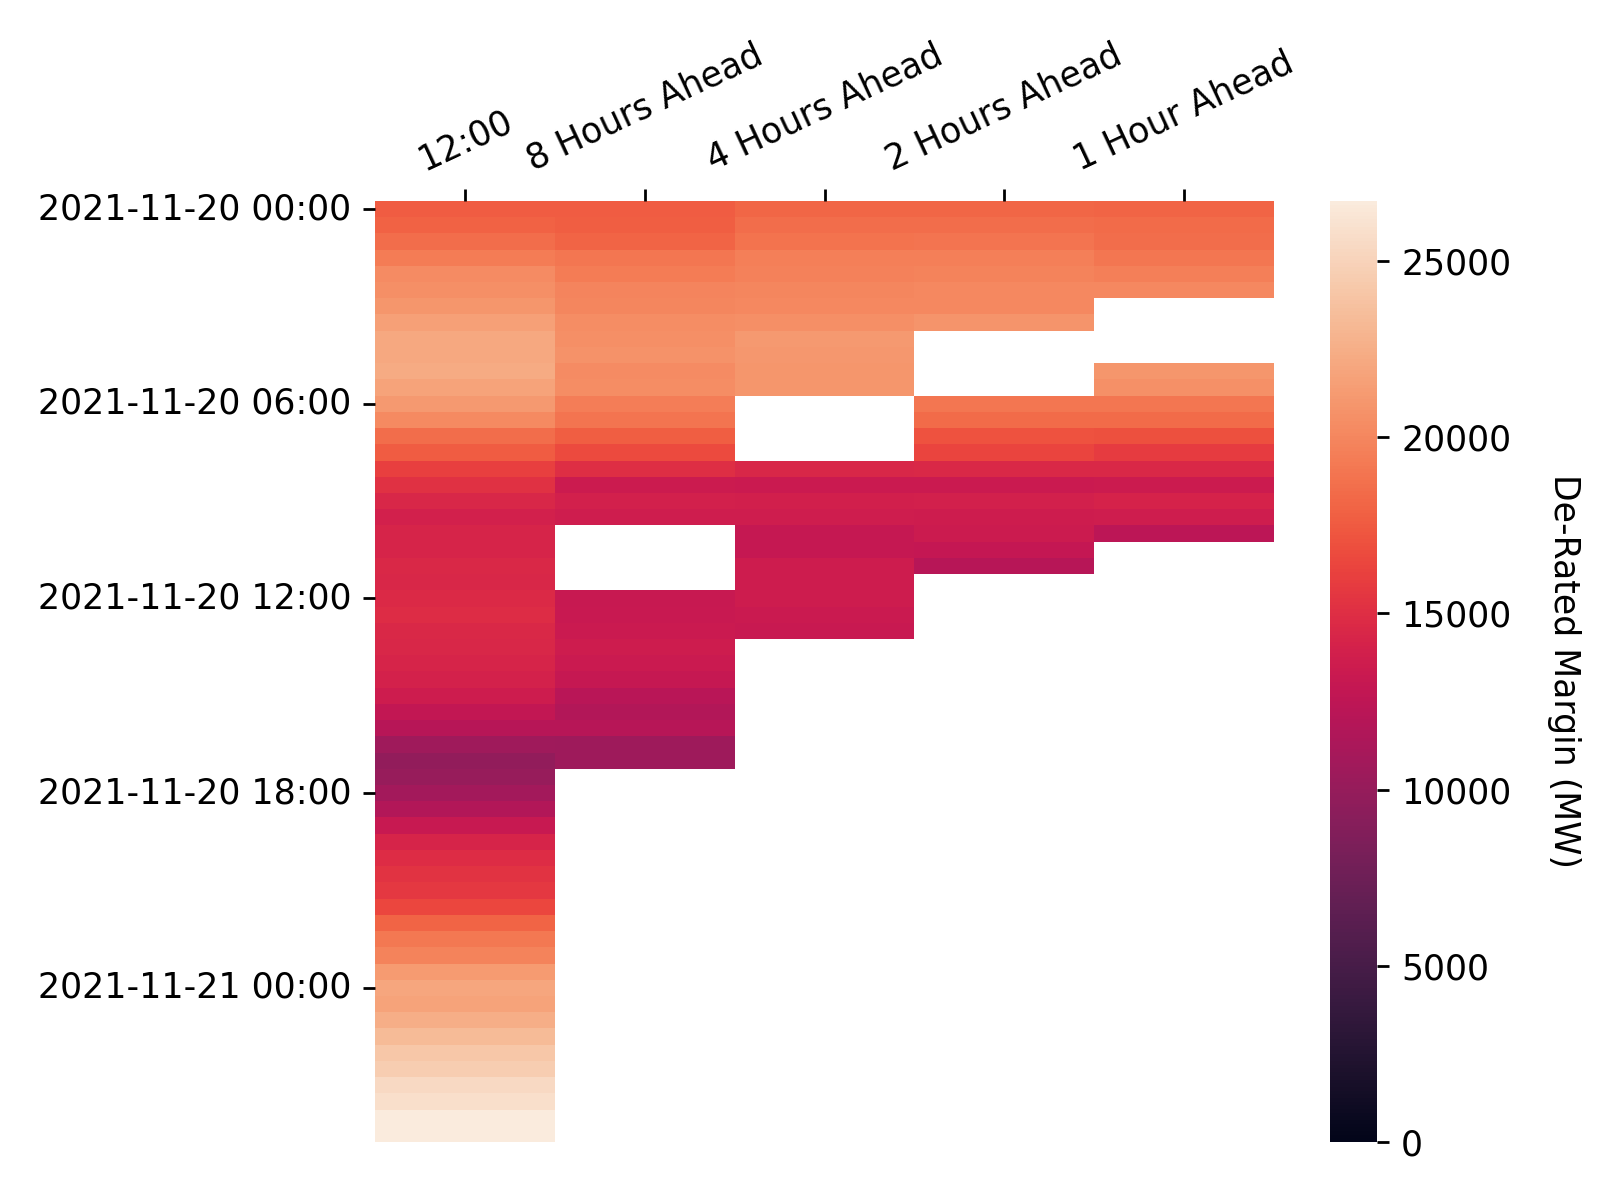 12:00
8 Hours Ahead
4 Hours Ahead
2 Hours Ahead
1 Hour Ahead
2021-11-20 00:00
2021-11-20 06:00
2021-11-20 12:00
2021-11-20 18:00
2021-11-21 00:00
25000
20000
15000
10000
5000
0
De-Rated Margin (MW)